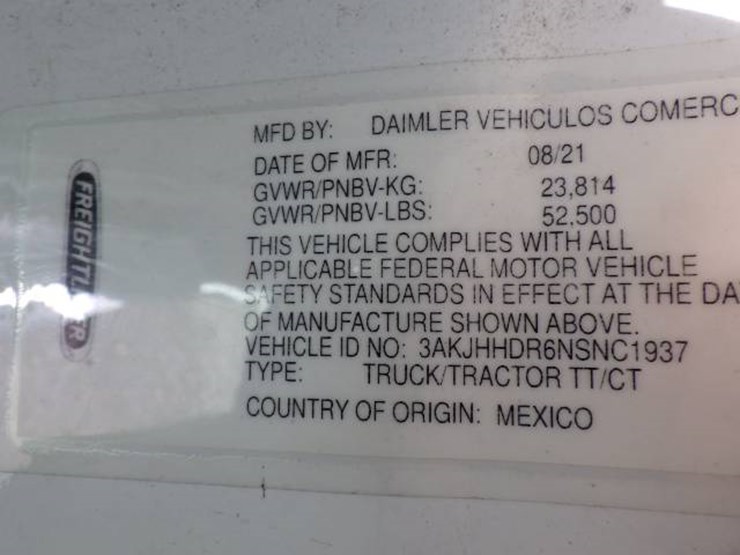 MFD BY: DAIMLER VEHICULOS COMERC
DATE OF MFR: 08/21
GVWR/PNBV-KG: 23,814
GVWR/PNBV-LBS: 52,500
THIS VEHICLE COMPLIES WITH ALL
APPLICABLE FEDERAL MOTOR VEHICLE
SAFETY STANDARDS IN EFFECT AT THE DA
OF MANUFACTURE SHOWN ABOVE.
VEHICLE ID NO: 3AKJHHDR6NSNC1937
TYPE: TRUCK/TRACTOR TT/CT
COUNTRY OF ORIGIN: MEXICO
FREIGHTLINER